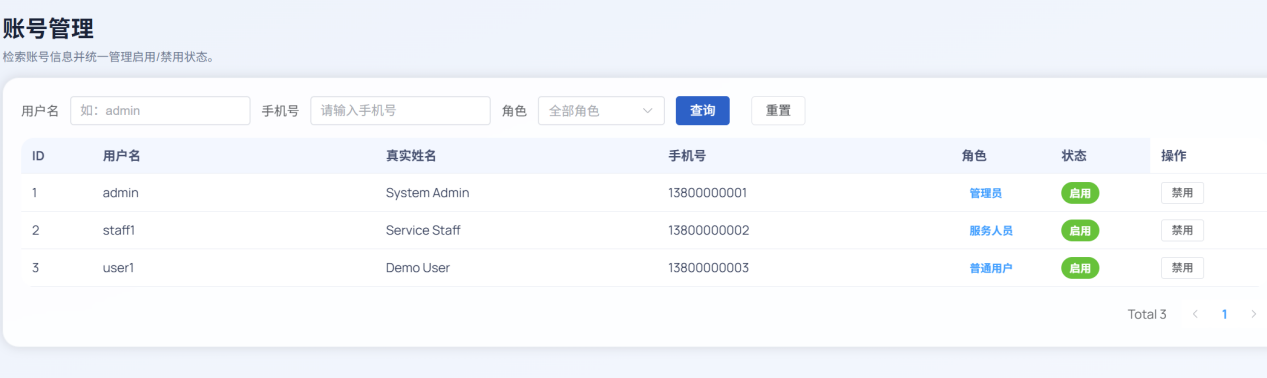 账号管理
检索账号信息并统一管理启用/禁用状态。
用户名 如：admin 手机号 请输入手机号 角色 全部角色 查询 重置
ID 用户名 真实姓名 手机号 角色 状态 操作
1 admin System Admin 13800000001 管理员 启用 禁用
2 staff1 Service Staff 13800000002 服务人员 启用 禁用
3 user1 Demo User 13800000003 普通用户 启用 禁用
Total 3 1